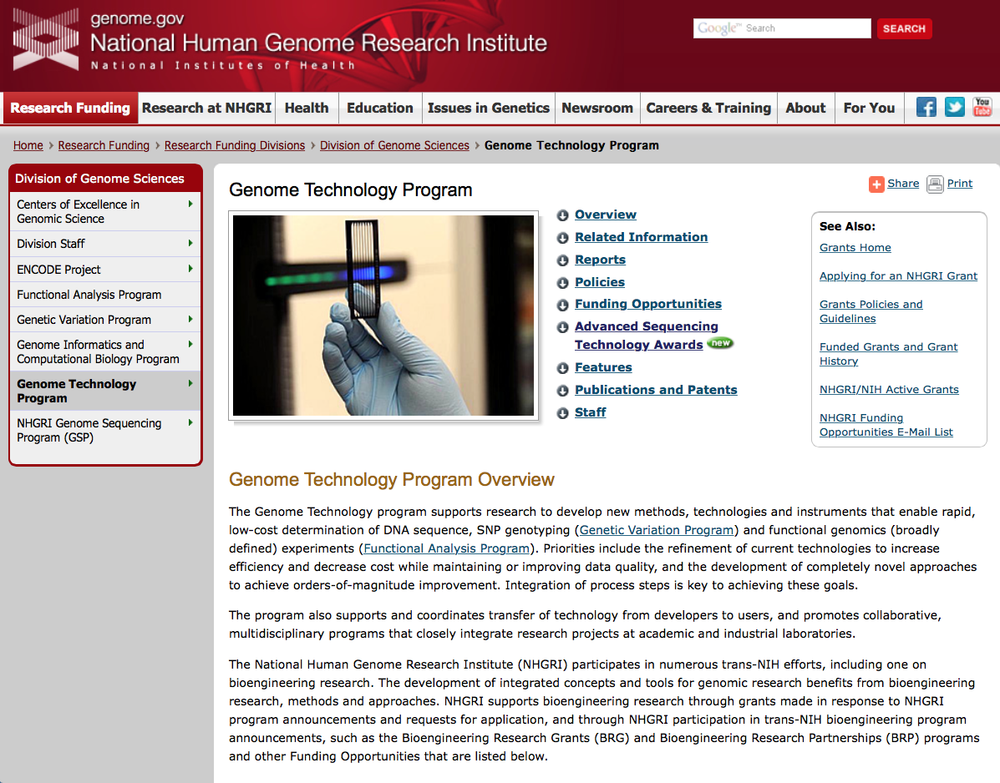 genome.gov
National Human Genome Research Institute
National Institutes of Health
Google™ Search
SEARCH
Research Funding
Research at NHGRI
Health
Education
Issues in Genetics
Newsroom
Careers & Training
About
For You
You
Tube
Home › Research Funding › Research Funding Divisions › Division of Genome Sciences › Genome Technology Program
Division of Genome Sciences
Centers of Excellence in
Genomic Science
Division Staff
ENCODE Project
Functional Analysis Program
Genetic Variation Program
Genome Informatics and
Computational Biology Program
Genome Technology
Program
NHGRI Genome Sequencing
Program (GSP)
Genome Technology Program
Share
Print
Overview
Related Information
Reports
Policies
Funding Opportunities
Advanced Sequencing
Technology Awards new
Features
Publications and Patents
Staff
See Also:
Grants Home
Applying for an NHGRI Grant
Grants Policies and
Guidelines
Funded Grants and Grant
History
NHGRI/NIH Active Grants
NHGRI Funding
Opportunities E-Mail List
Genome Technology Program Overview
The Genome Technology program supports research to develop new methods, technologies and instruments that enable rapid,
low-cost determination of DNA sequence, SNP genotyping (Genetic Variation Program) and functional genomics (broadly
defined) experiments (Functional Analysis Program). Priorities include the refinement of current technologies to increase
efficiency and decrease cost while maintaining or improving data quality, and the development of completely novel approaches
to achieve orders-of-magnitude improvement. Integration of process steps is key to achieving these goals.
The program also supports and coordinates transfer of technology from developers to users, and promotes collaborative,
multidisciplinary programs that closely integrate research projects at academic and industrial laboratories.
The National Human Genome Research Institute (NHGRI) participates in numerous trans-NIH efforts, including one on
bioengineering research. The development of integrated concepts and tools for genomic research benefits from bioengineering
research, methods and approaches. NHGRI supports bioengineering research through grants made in response to NHGRI
program announcements and requests for application, and through NHGRI participation in trans-NIH bioengineering program
announcements, such as the Bioengineering Research Grants (BRG) and Bioengineering Research Partnerships (BRP) programs
and other Funding Opportunities that are listed below.